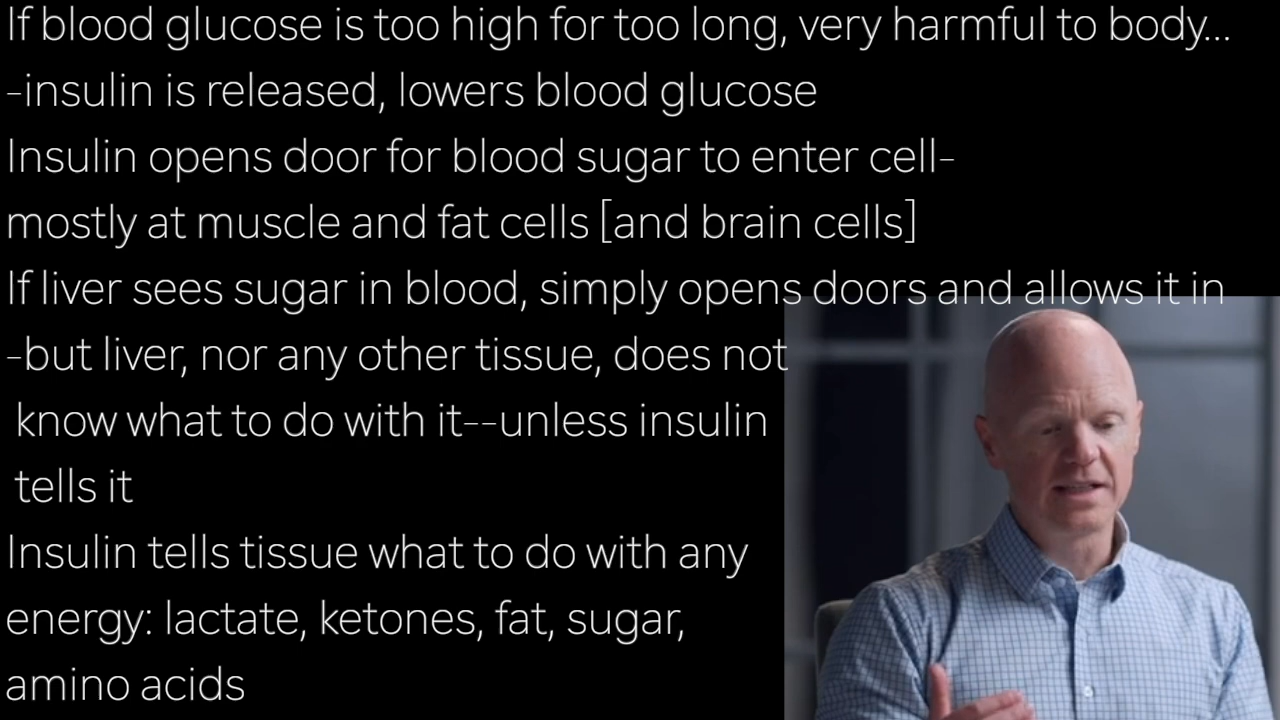 If blood glucose is too high for too long, very harmful to body...
-insulin is released, lowers blood glucose
Insulin opens door for blood sugar to enter cell-
mostly at muscle and fat cells [and brain cells]
If liver sees sugar in blood, simply opens doors and allows it in
-but liver, nor any other tissue, does not
know what to do with it--unless insulin
tells it
Insulin tells tissue what to do with any
energy: lactate, ketones, fat, sugar,
amino acids